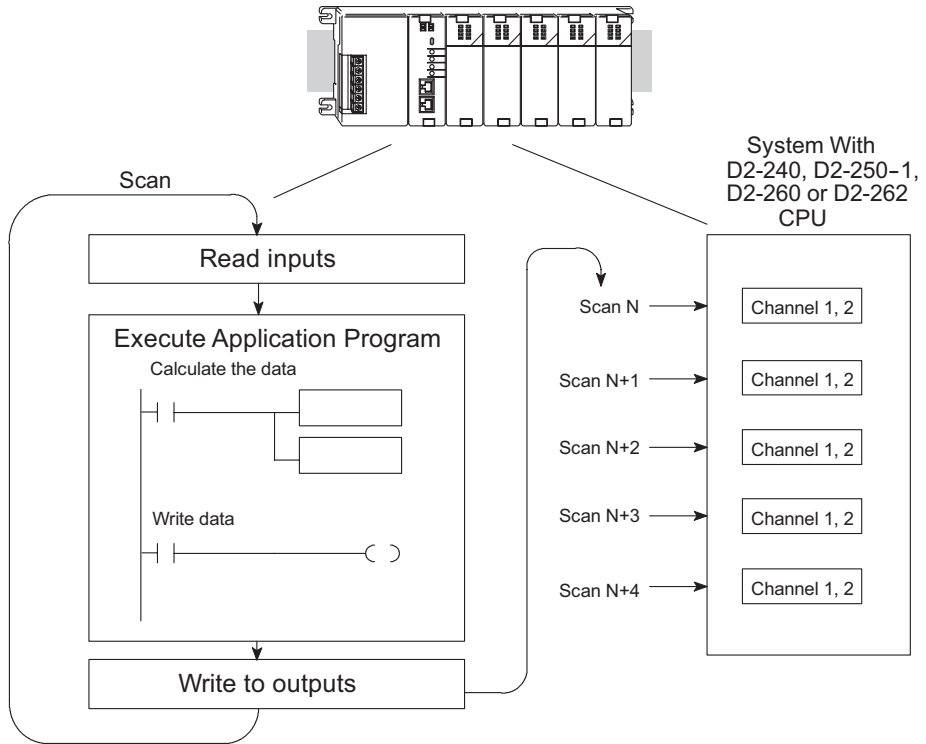 System With
D2-240, D2-250-1,
D2-260 or D2-262
CPU
Scan
Read inputs
Execute Application Program
Calculate the data
Write data
Write to outputs
Scan N
Channel 1, 2
Scan N+1
Channel 1, 2
Scan N+2
Channel 1, 2
Scan N+3
Channel 1, 2
Scan N+4
Channel 1, 2